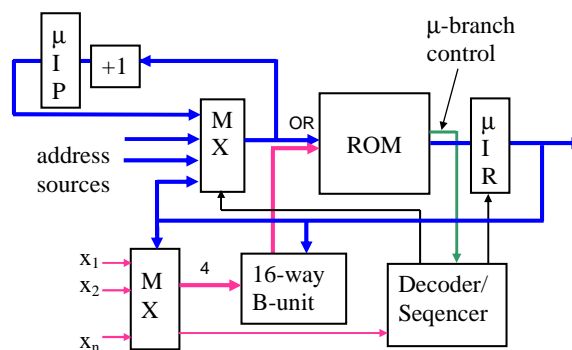 μ-branch
control
μ
I
P
+1
M
X
OR
ROM
μ
I
R
address
sources
x1
x2
xn
M
X
4
16-way
B-unit
Decoder/
Seqencer